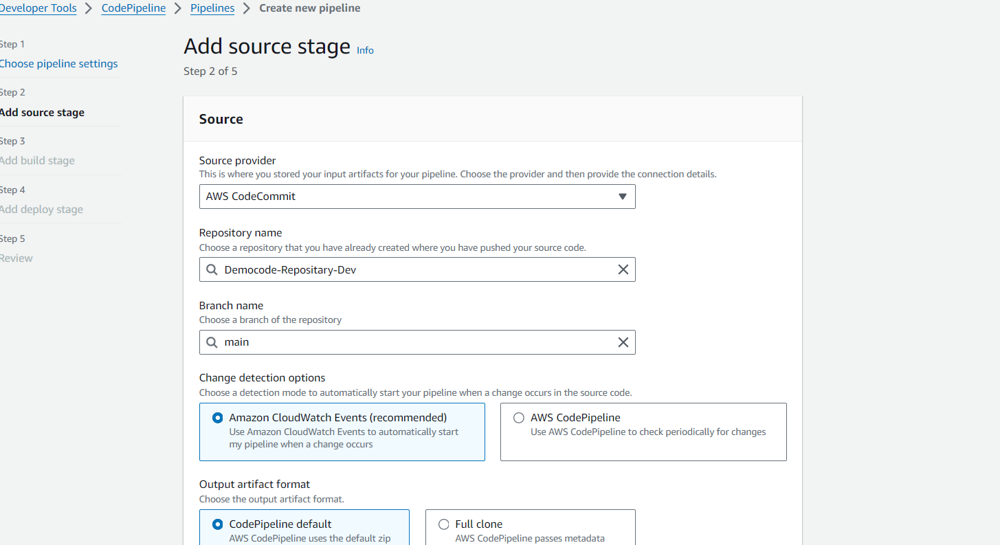 Developer Tools > CodePipeline > Pipelines > Create new pipeline
Step 1
Choose pipeline settings
Step 2
Add source stage
Step 3
Add build stage
Step 4
Add deploy stage
Step 5
Review
Add source stage Info
Step 2 of 5
Source
Source provider
This is where you stored your input artifacts for your pipeline. Choose the provider and then provide the connection details.
AWS CodeCommit
Repository name
Choose a repository that you have already created where you have pushed your source code.
Democode-Repositary-Dev
Branch name
Choose a branch of the repository
main
Change detection options
Choose a detection mode to automatically start your pipeline when a change occurs in the source code.
Amazon CloudWatch Events (recommended)
Use Amazon CloudWatch Events to automatically start
my pipeline when a change occurs
AWS CodePipeline
Use AWS CodePipeline to check periodically for changes
Output artifact format
Choose the output artifact format.
CodePipeline default
AWS CodePipeline uses the default zip
Full clone
AWS CodePipeline passes metadata